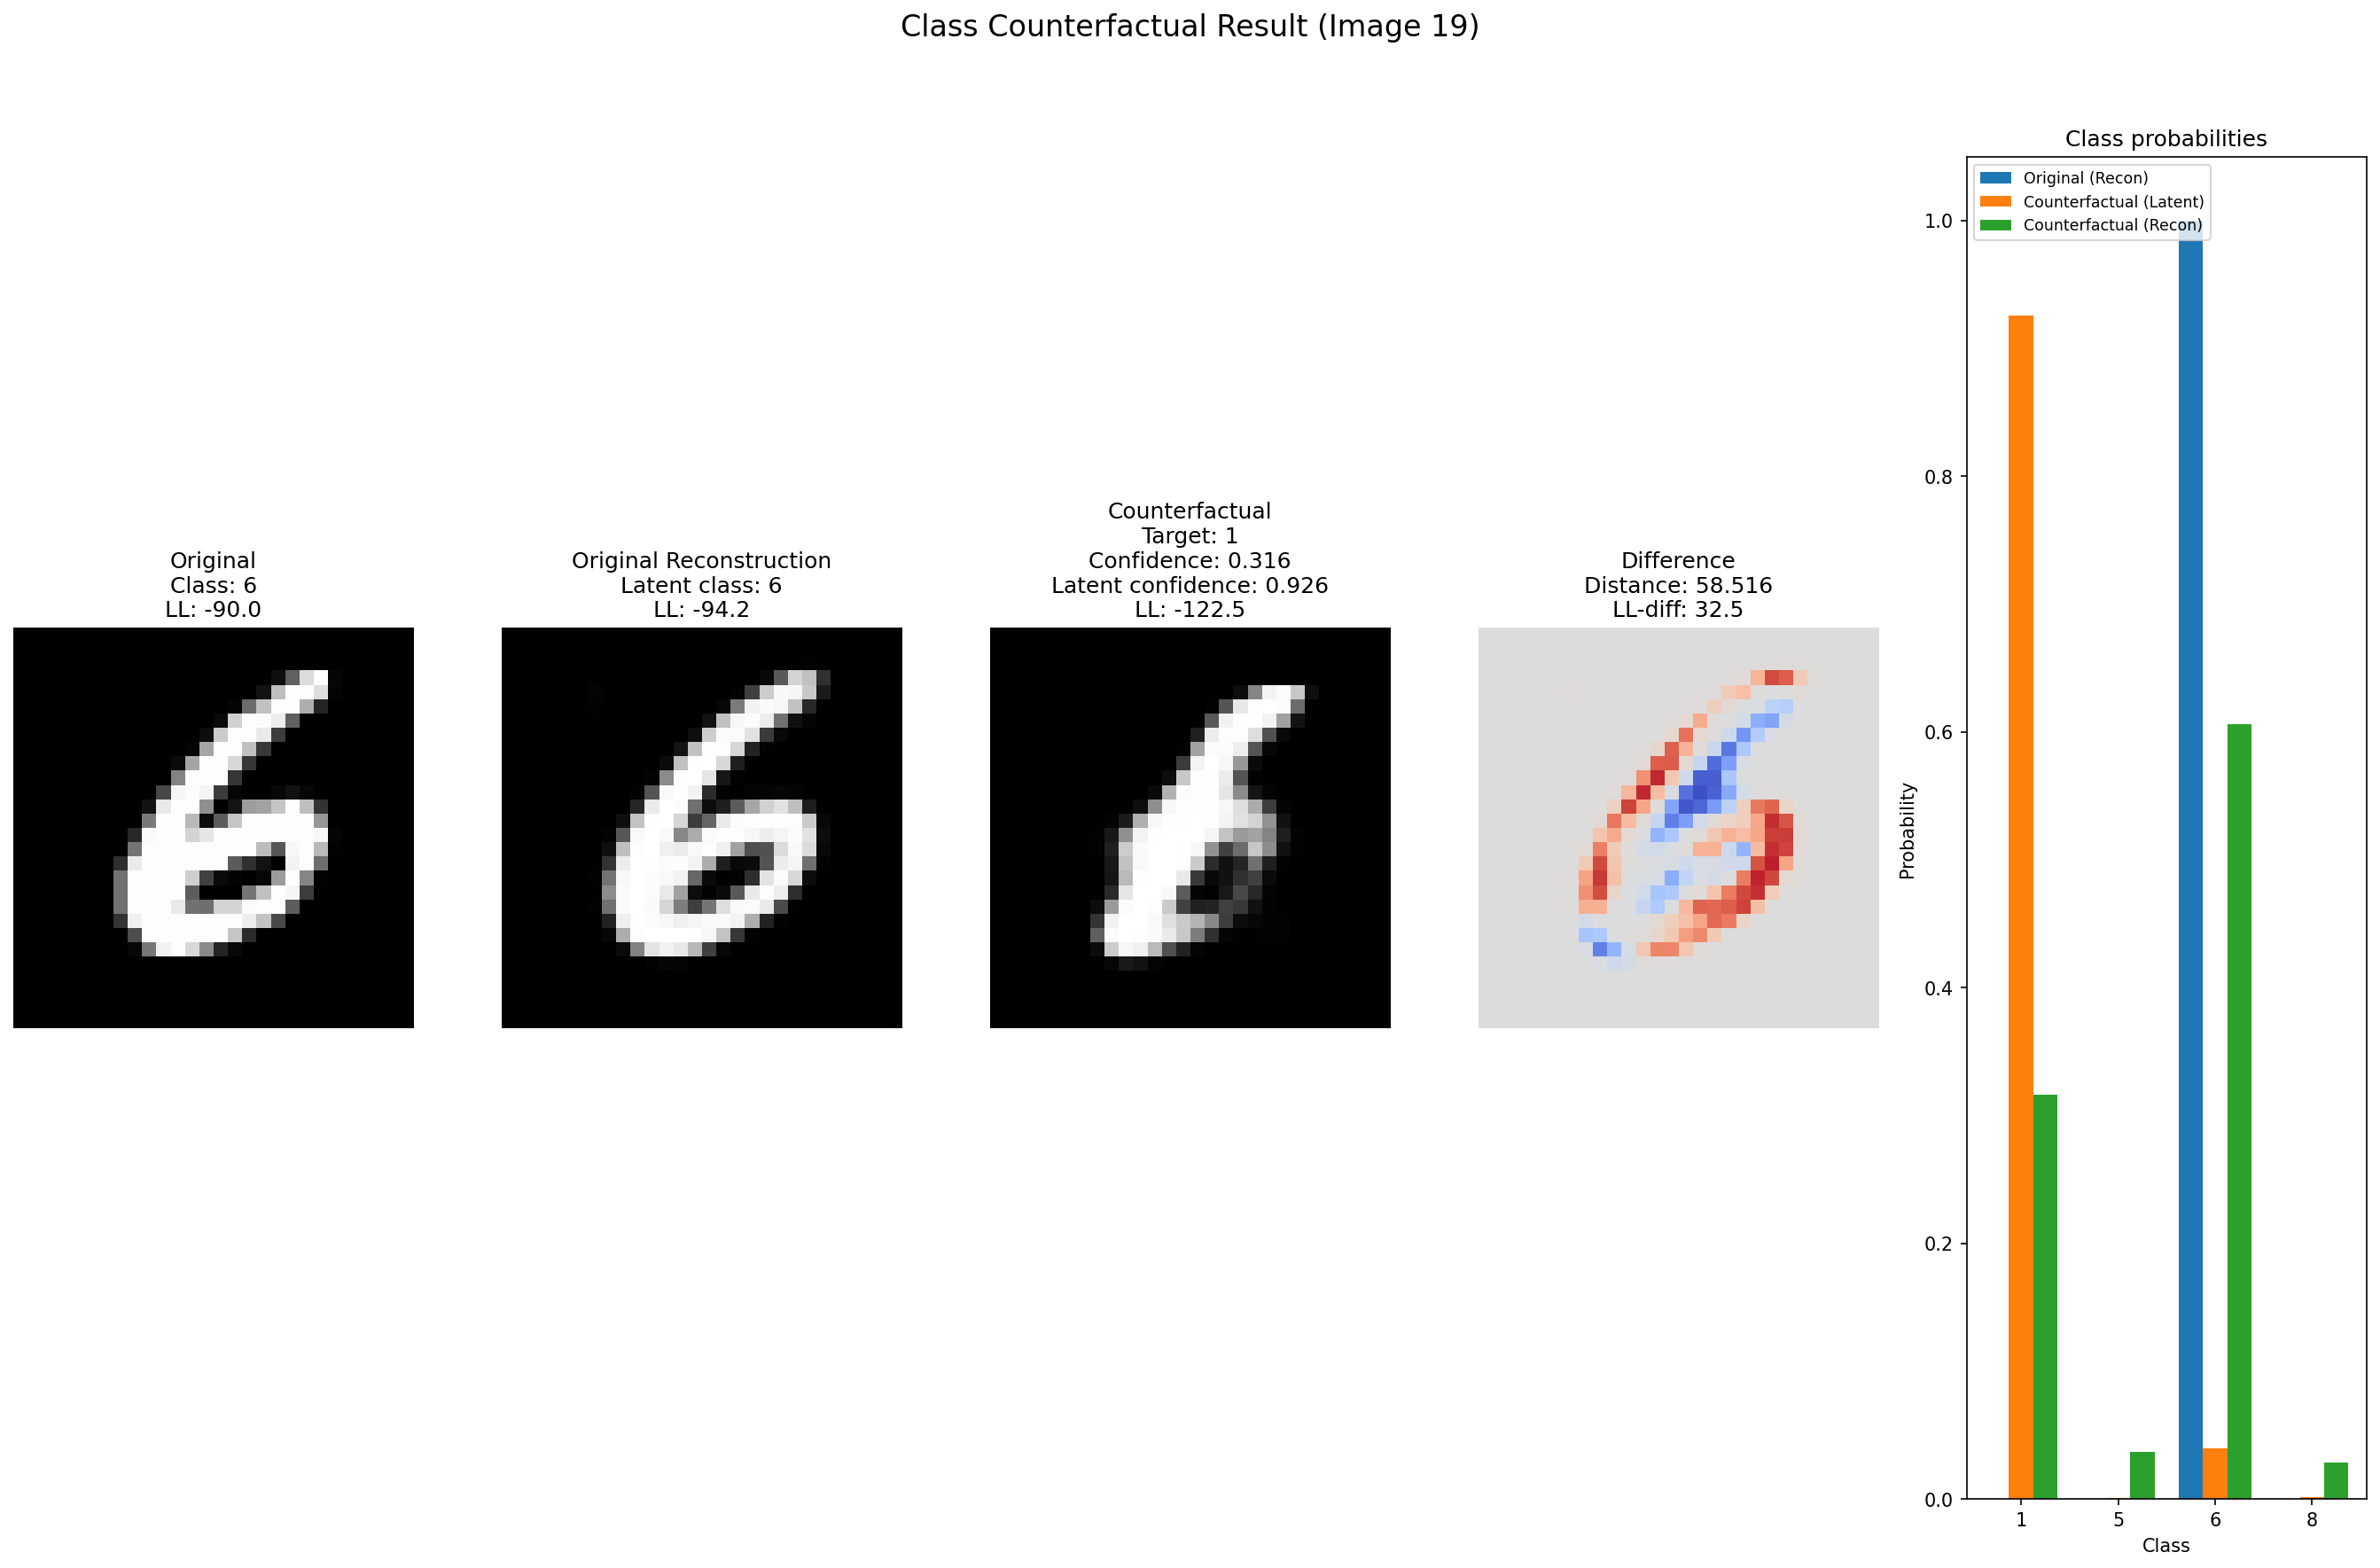 Class Counterfactual Result (Image 19)
Original
Class: 6
LL: -90.0
Original Reconstruction
Latent class: 6
LL: -94.2
Counterfactual
Target: 1
Confidence: 0.316
Latent confidence: 0.926
LL: -122.5
Difference
Distance: 58.516
LL-diff: 32.5
Class probabilities
Original (Recon)
Counterfactual (Latent)
Counterfactual (Recon)
1.0
0.8
0.6
0.4
0.2
0.0
Probability
1 5 6 8
Class